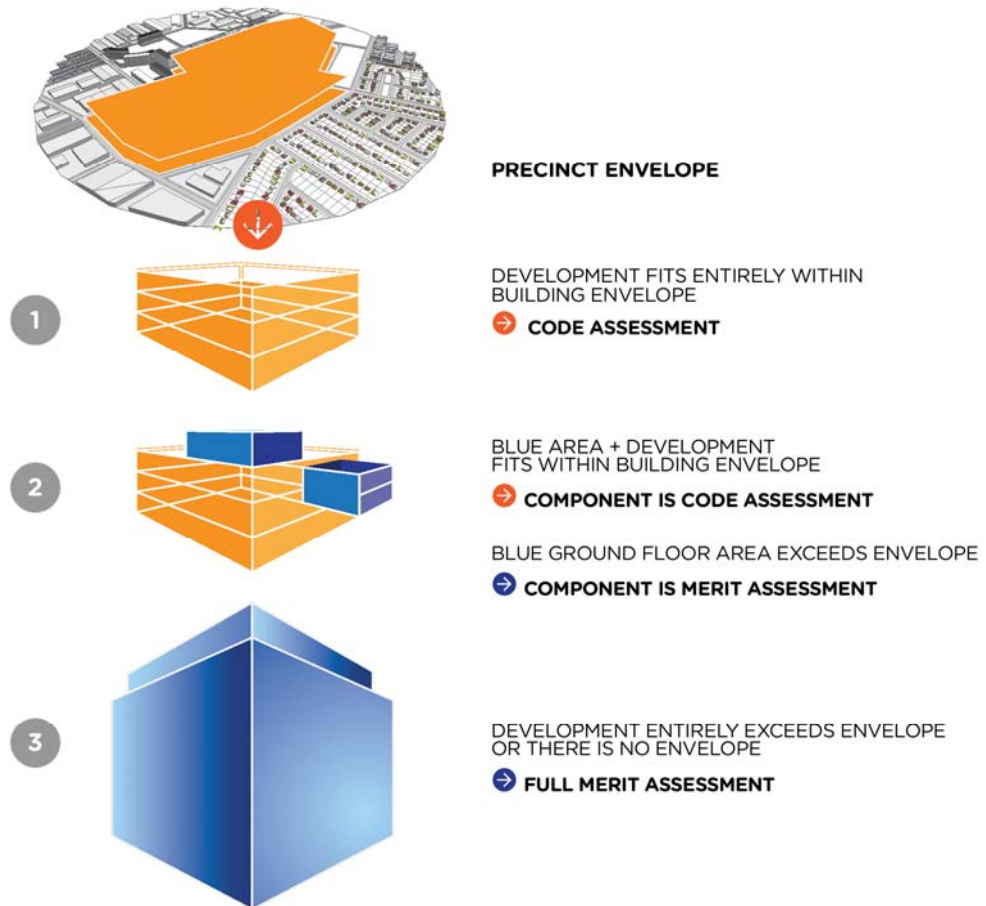 PRECINCT ENVELOPE
1
DEVELOPMENT FITS ENTIRELY WITHIN
BUILDING ENVELOPE
CODE ASSESSMENT
2
BLUE AREA + DEVELOPMENT
FITS WITHIN BUILDING ENVELOPE
COMPONENT IS CODE ASSESSMENT
BLUE GROUND FLOOR AREA EXCEEDS ENVELOPE
COMPONENT IS MERIT ASSESSMENT
3
DEVELOPMENT ENTIRELY EXCEEDS ENVELOPE
OR THERE IS NO ENVELOPE
FULL MERIT ASSESSMENT